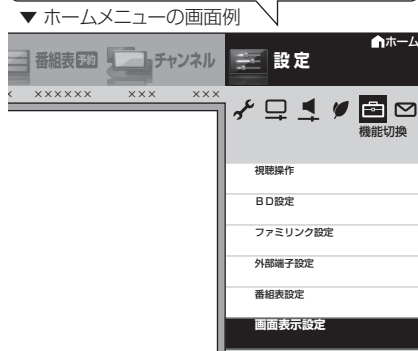 ▼ ホームメニューの画面例
番組表 予約 チャンネル 設定 ホーム
××××××　×××　×××
機能切換
視聴操作
BD設定
ファミリンク設定
外部端子設定
番組表設定
画面表示設定